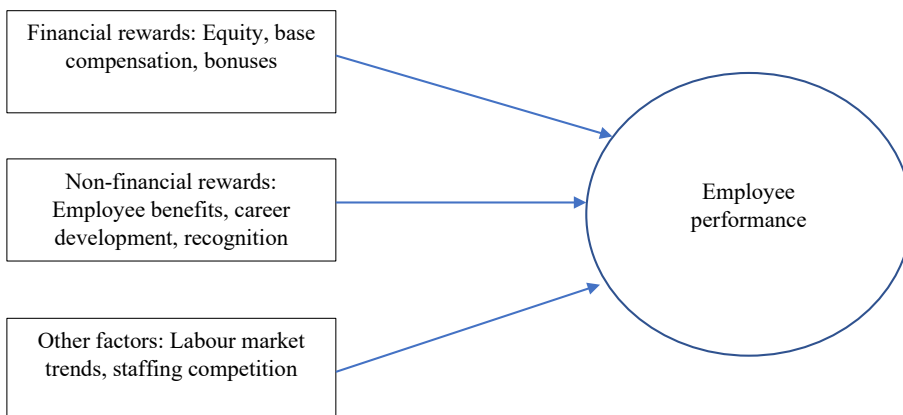 Financial rewards: Equity, base
compensation, bonuses
Non-financial rewards:
Employee benefits, career
development, recognition
Other factors: Labour market
trends, staffing competition
Employee
performance